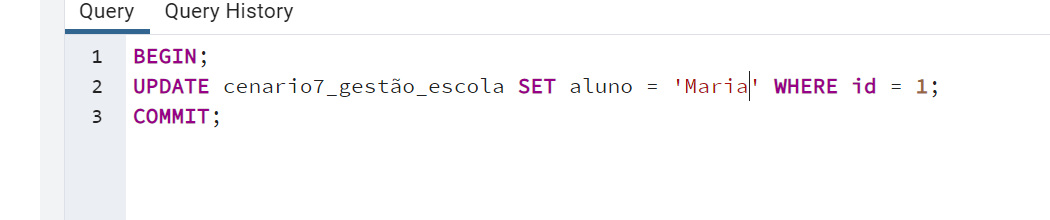 Query Query History
1 BEGIN;
2 UPDATE cenario7_gestão_escola SET aluno = 'Maria' WHERE id = 1;
3 COMMIT;